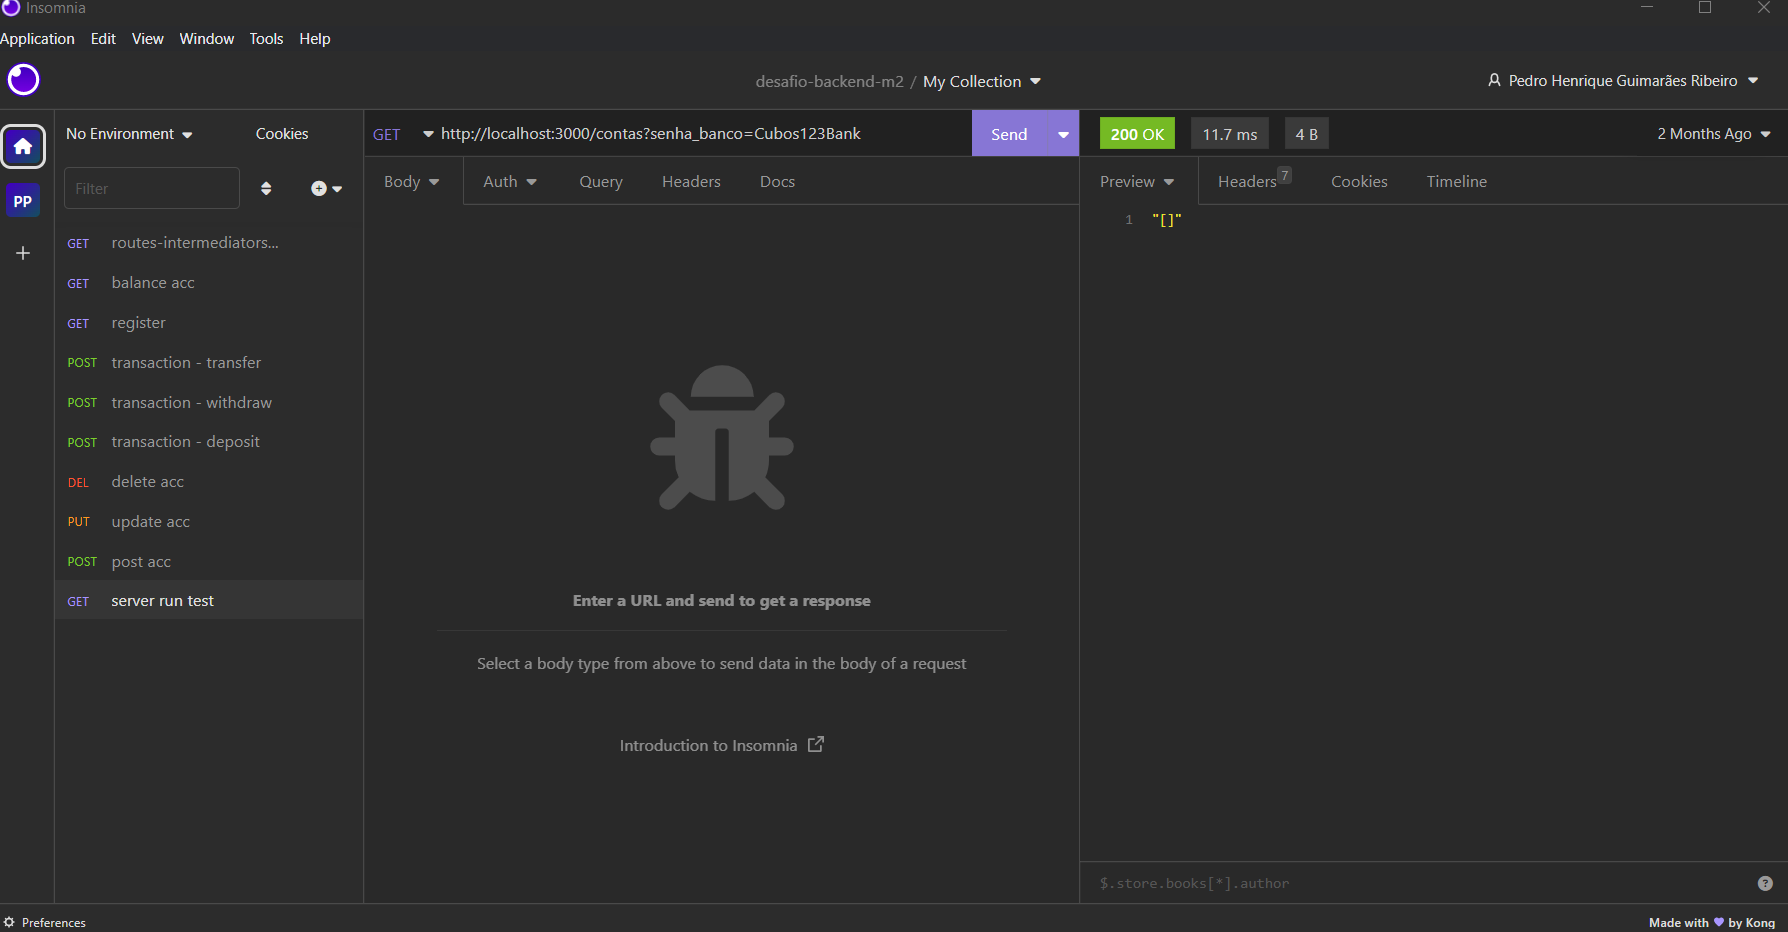 Insomnia
Application Edit View Window Tools Help
desafio-backend-m2 / My Collection
Pedro Henrique Guimarães Ribeiro
No Environment Cookies
GET http://localhost:3000/contas?senha_banco=Cubos123Bank Send
200 OK 11.7 ms 4 B 2 Months Ago
PP
Filter
Body Auth Query Headers Docs
Preview Headers 7 Cookies Timeline
1 "[]"
GET routes-intermediators...
GET balance acc
GET register
POST transaction - transfer
POST transaction - withdraw
POST transaction - deposit
DEL delete acc
PUT update acc
POST post acc
GET server run test
Enter a URL and send to get a response
Select a body type from above to send data in the body of a request
Introduction to Insomnia
$.store.books[*].author
Preferences
Made with 💜 by Kong